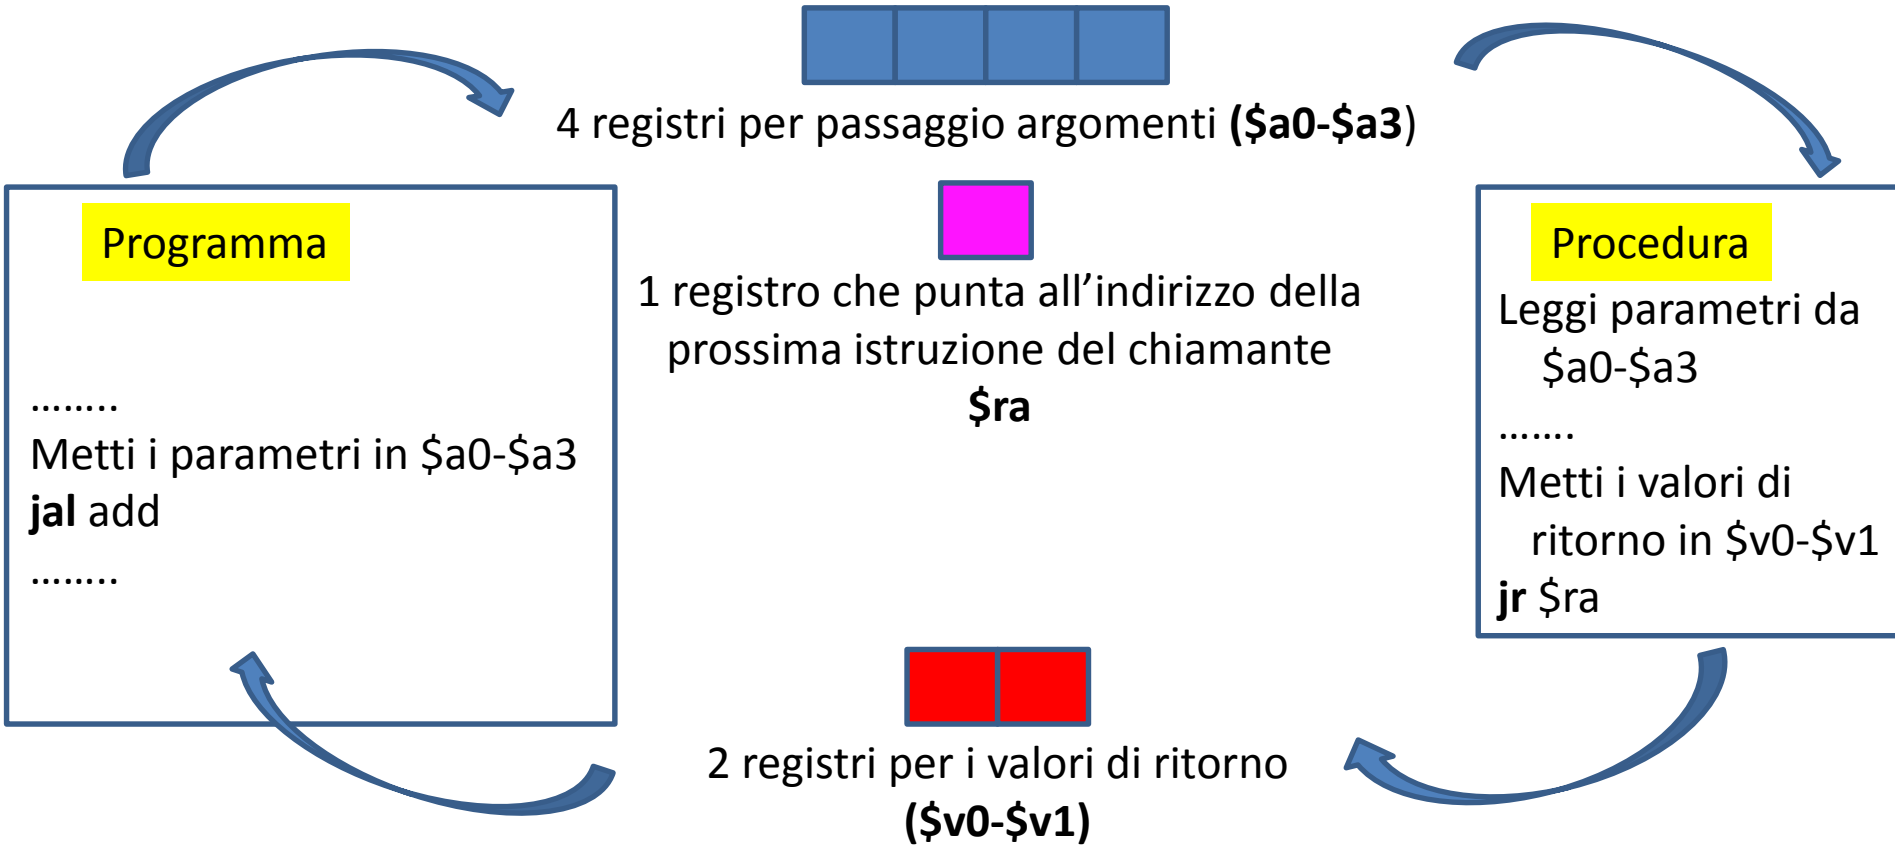 4 registri per passaggio argomenti ($a0-$a3)
Programma
……..
Metti i parametri in $a0-$a3
jal add
……..
1 registro che punta all’indirizzo della
prossima istruzione del chiamante
$ra
Procedura
Leggi parametri da
$a0-$a3
…….
Metti i valori di
ritorno in $v0-$v1
jr $ra
2 registri per i valori di ritorno
($v0-$v1)